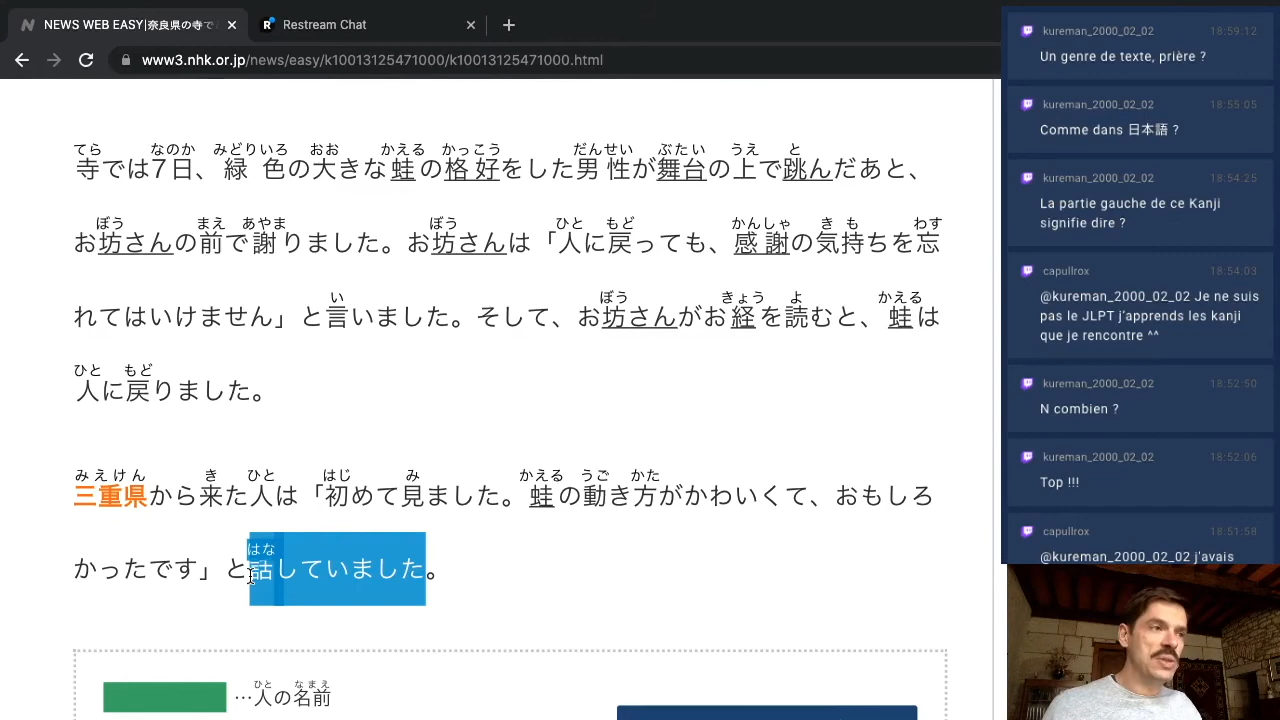 NEWS WEB EASY|奈良県の寺で
Restream Chat
www3.nhk.or.jp/news/easy/k10013125471000/k10013125471000.html
てら なのか みどりいろ おお かえる かっこう だんせい ぶたい うえ と
寺では7日、緑色の大きな蛙の格好をした男性が舞台の上で跳んだあと、
ぼう まえ あやま ぼう ひと もど かんしゃ き も わす
お坊さんの前で謝りました。お坊さんは「人に戻っても、感謝の気持ちを忘
い ぼう きょう よ かえる
れてはいけません」と言いました。そして、お坊さんがお経を読むと、蛙は
ひと もど
人に戻りました。
みえけん き ひと はじ み かえる うご かた
三重県から来た人は「初めて見ました。蛙の動き方がかわいくて、おもしろ
はな
かったです」と話していました。
ひと なまえ
…人の名前
kureman_2000_02_02 18:59:12
Un genre de texte, prière ?
kureman_2000_02_02 18:55:05
Comme dans 日本語 ?
kureman_2000_02_02 18:54:25
La partie gauche de ce Kanji
signifie dire ?
capullrox 18:54:03
@kureman_2000_02_02 Je ne suis
pas le JLPT j’apprends les kanji
que je rencontre ^^
kureman_2000_02_02 18:52:50
N combien ?
kureman_2000_02_02 18:52:06
Top !!!
capullrox 18:51:58
@kureman_2000_02_02 j'avais